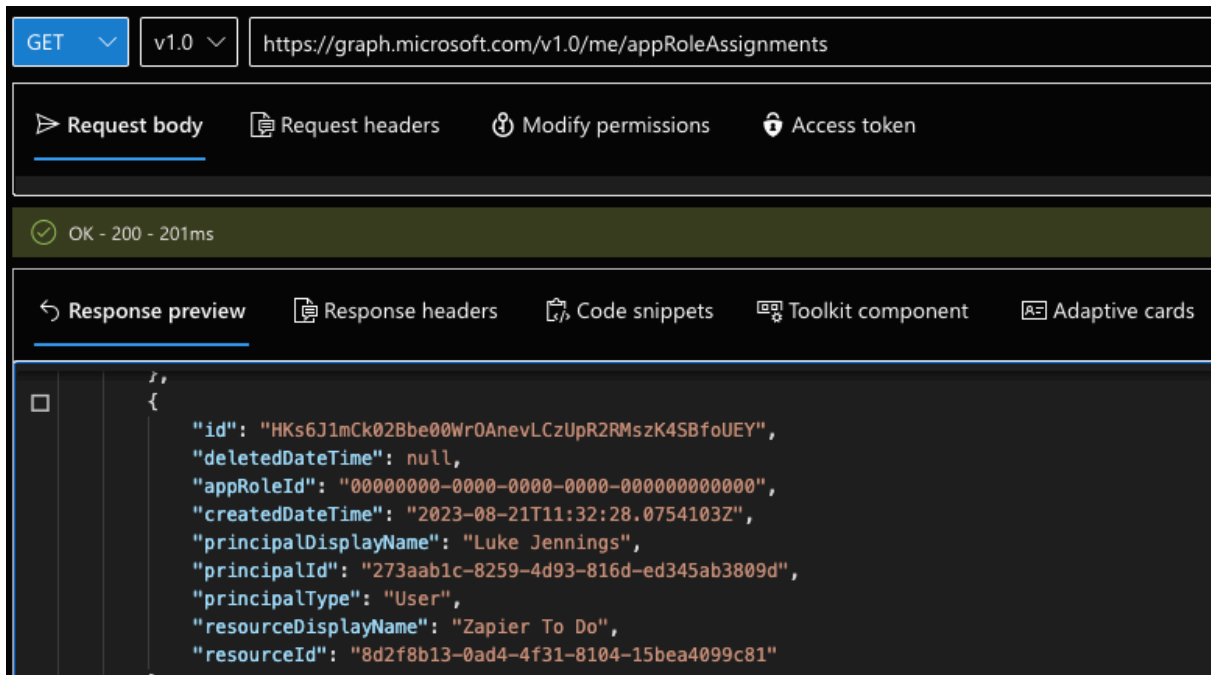 GET
v1.0
https://graph.microsoft.com/v1.0/me/appRoleAssignments
Request body Request headers Modify permissions Access token
OK - 200 - 201ms
Response preview Response headers Code snippets Toolkit component Adaptive cards
},
{
"id": "HKs6J1mCk02Bbe00WrOAnevLCzUpR2RMszK4SBfoUEY",
"deletedDateTime": null,
"appRoleId": "00000000-0000-0000-0000-000000000000",
"createdDateTime": "2023-08-21T11:32:28.0754103Z",
"principalDisplayName": "Luke Jennings",
"principalId": "273aab1c-8259-4d93-816d-ed345ab3809d",
"principalType": "User",
"resourceDisplayName": "Zapier To Do",
"resourceId": "8d2f8b13-0ad4-4f31-8104-15bea4099c81"